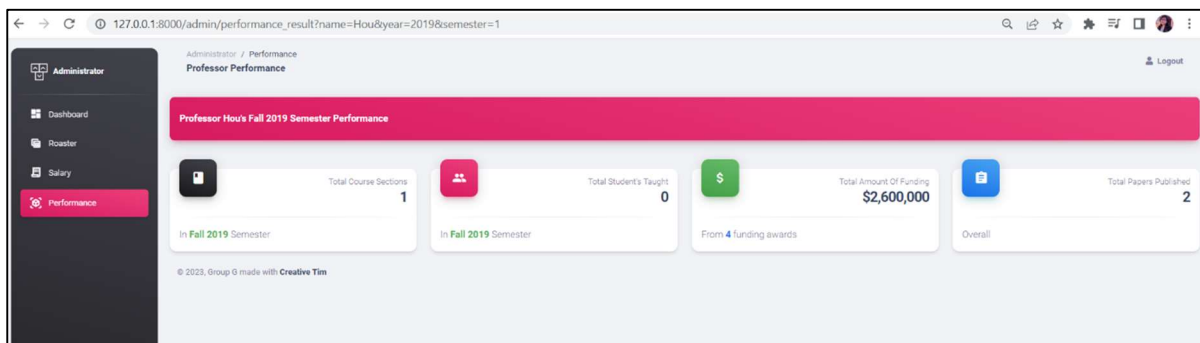 127.0.0.1:8000/admin/performance_result?name=Hou&year=2019&semester=1
Administrator
Dashboard
Roaster
Salary
Performance
Administrator / Performance
Professor Performance
Logout
Professor Hou's Fall 2019 Semester Performance
Total Course Sections
1
In Fall 2019 Semester
Total Student's Taught
0
In Fall 2019 Semester
Total Amount Of Funding
$2,600,000
From 4 funding awards
Total Papers Published
2
Overall
© 2023, Group G made with Creative Tim